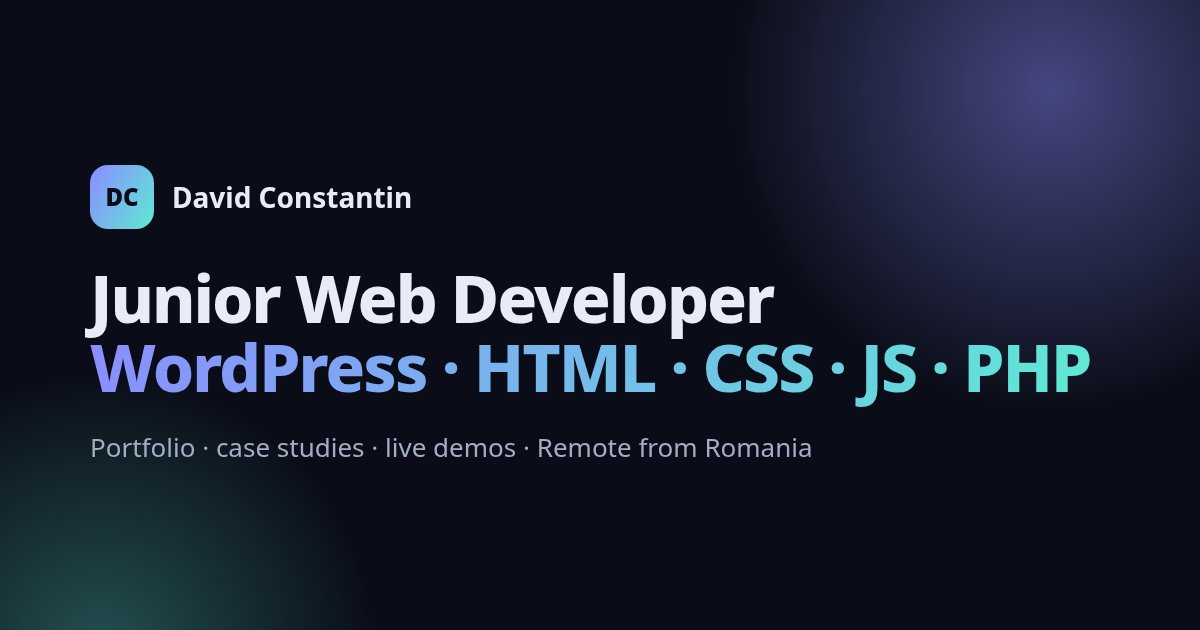 DC
David Constantin
Junior Web Developer
WordPress · HTML · CSS · JS · PHP
Portfolio · case studies · live demos · Remote from Romania